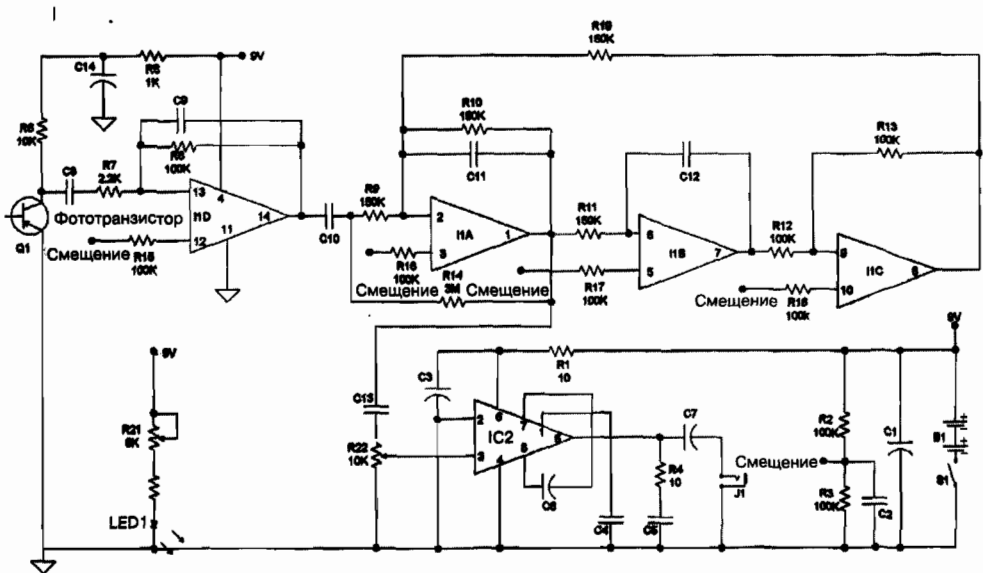 R19
180K
C14
R5
1K
9V
C9
R10
180K
R13
100K
R6
10K
C8
R7
2.2K
R8
100K
C11
C12
13
4
Фототранзистор
I1D
14
11
12
Q1
Смещение
R15
100K
C10
R9
180K
2
I1A
1
3
R16
100K
Смещение
R14
3M
Смещение
R11
180K
6
I1B
7
5
R17
100K
R12
100K
9
I1C
8
10
Смещение
R18
100k
9V
9V
R1
10
C3
C13
R21
5K
R22
10K
2
6
IC2
3
4
5
C7
R4
10
C6
C4
C5
J1
R2
100K
C1
Смещение
R3
100K
C2
B1
S1
LED1